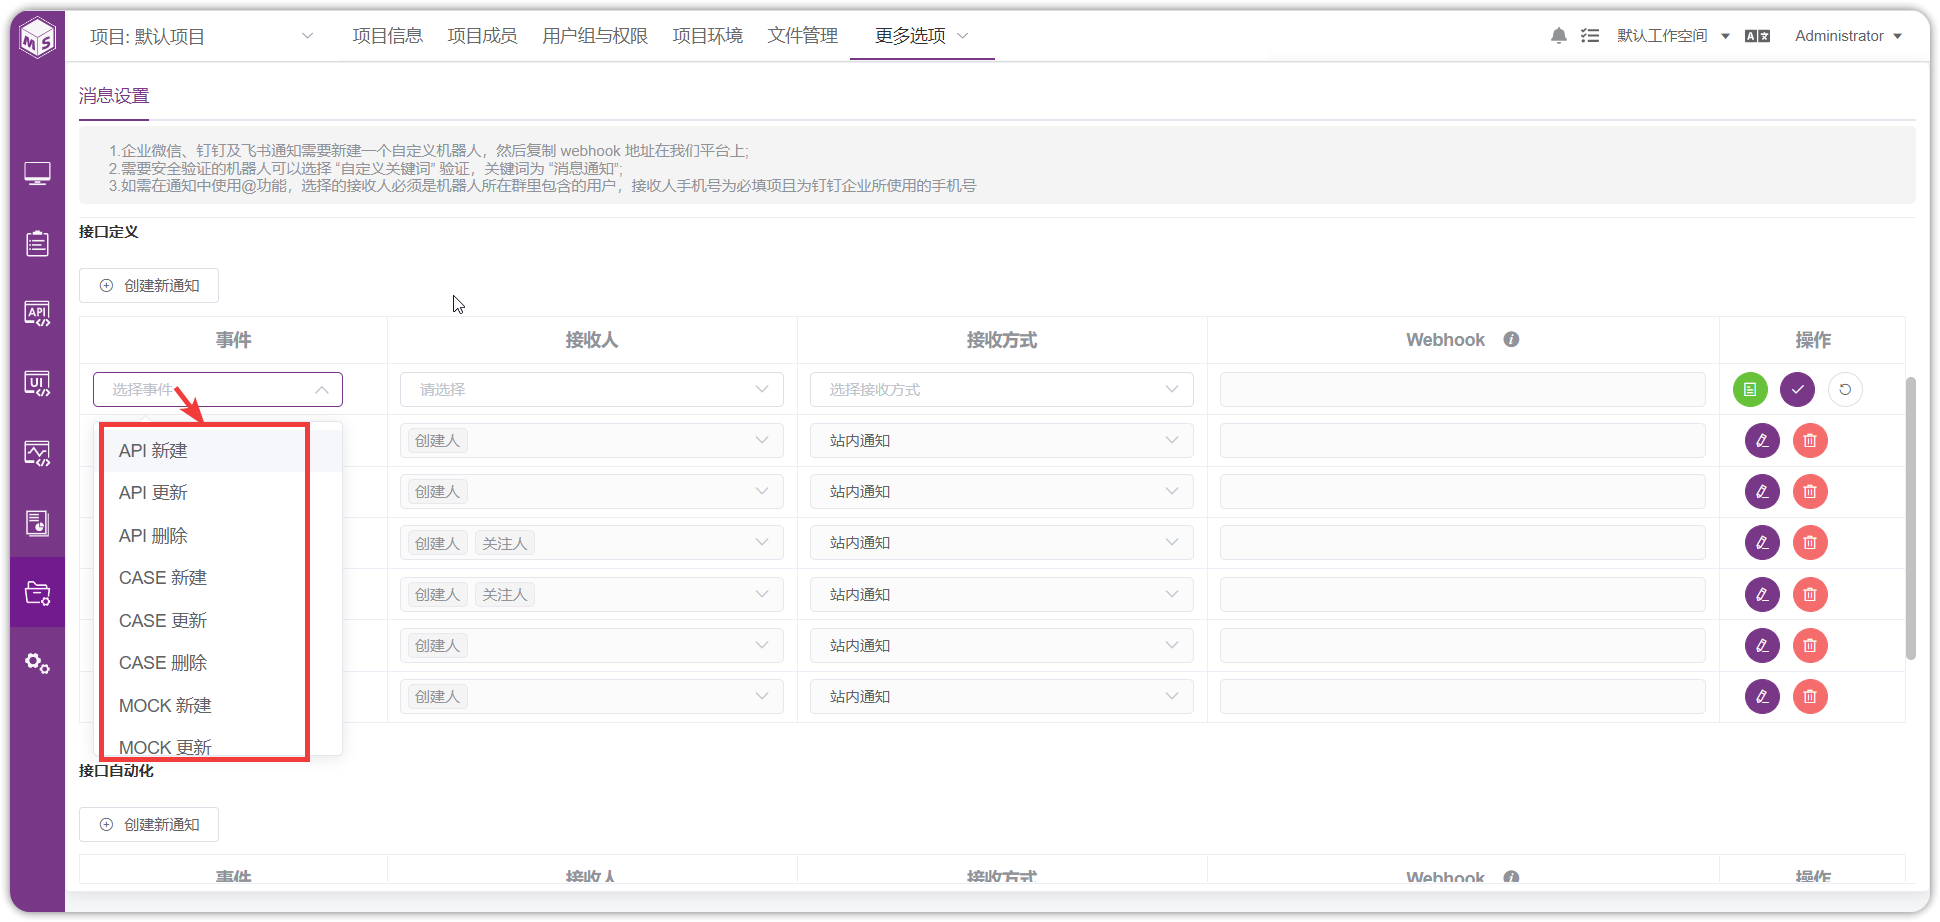 MS
项目: 默认项目
项目信息 项目成员 用户组与权限 项目环境 文件管理 更多选项
默认工作空间 Administrator
消息设置
1.企业微信、钉钉及飞书通知需要新建一个自定义机器人，然后复制 webhook 地址在我们平台上;
2.需要安全验证的机器人可以选择 “自定义关键词” 验证，关键词为 “消息通知”;
3.如需在通知中使用@功能，选择的接收人必须是机器人所在群里包含的用户，接收人手机号为必填项且为钉钉企业所使用的手机号
接口定义
创建新通知
事件 接收人 接收方式 Webhook 操作
选择事件 请选择 选择接收方式
创建人 站内通知
创建人 站内通知
创建人 关注人 站内通知
创建人 关注人 站内通知
创建人 站内通知
创建人 站内通知
API 新建
API 更新
API 删除
CASE 新建
CASE 更新
CASE 删除
MOCK 新建
MOCK 更新
API
UI
接口自动化
创建新通知
事件 接收人 接收方式 Webhook 操作